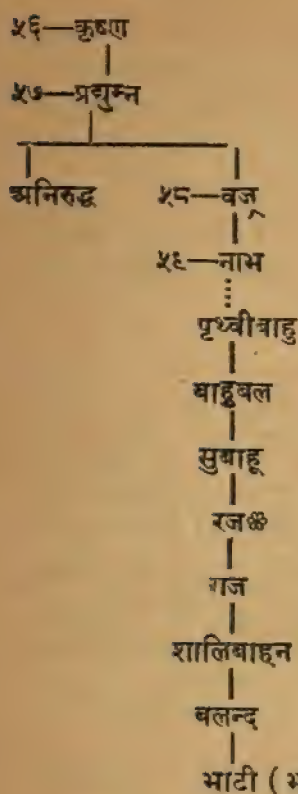 ५६—कृष्ण
५७—प्रद्युम्न
अनिरुद्ध ५८—वज्र
५९—नाभ
पृथ्वीबाहु
बाहुबल
सुबाहू
रज❀
गज
शालिबाहन
बलन्द
भाटी (